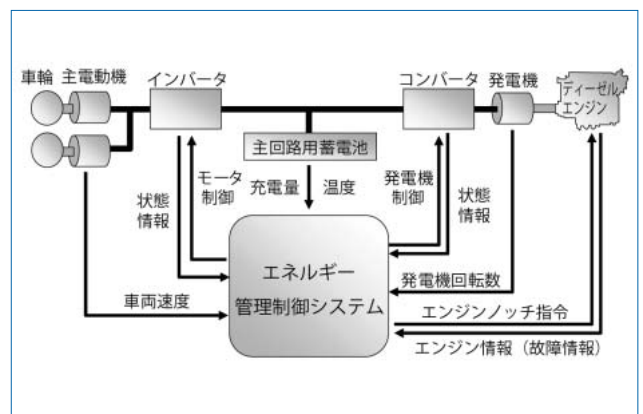 車輪
主電動機
インバータ
コンバータ
発電機
ディーゼル
エンジン
主回路用蓄電池
状態
情報
モータ
制御
充電量
温度
発電機
制御
状態
情報
エネルギー
管理制御システム
車両速度
発電機回転数
エンジンノッチ指令
エンジン情報（故障情報）